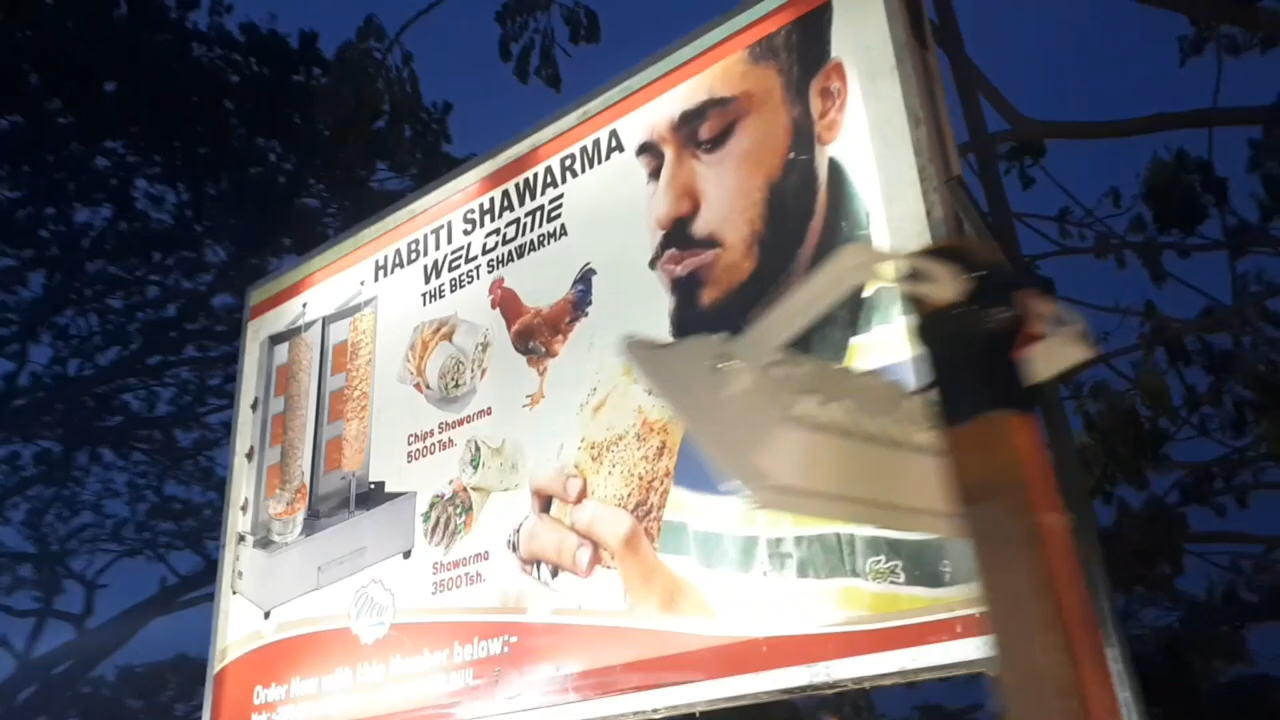 HABITI SHAWARMA
WELCOME
THE BEST SHAWARMA
Chips Shawarma
5000Tsh.
Shawarma
3500Tsh.
New
Order Now with this Number below:-